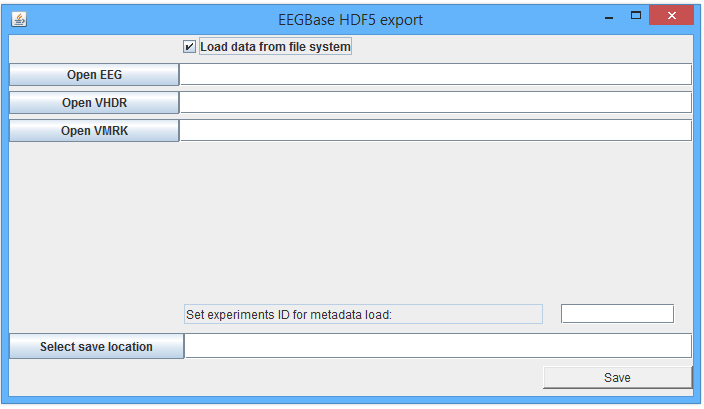 EEGBase HDF5 export
Load data from file system
Open EEG
Open VHDR
Open VMRK
Set experiments ID for metadata load:
Select save location
Save